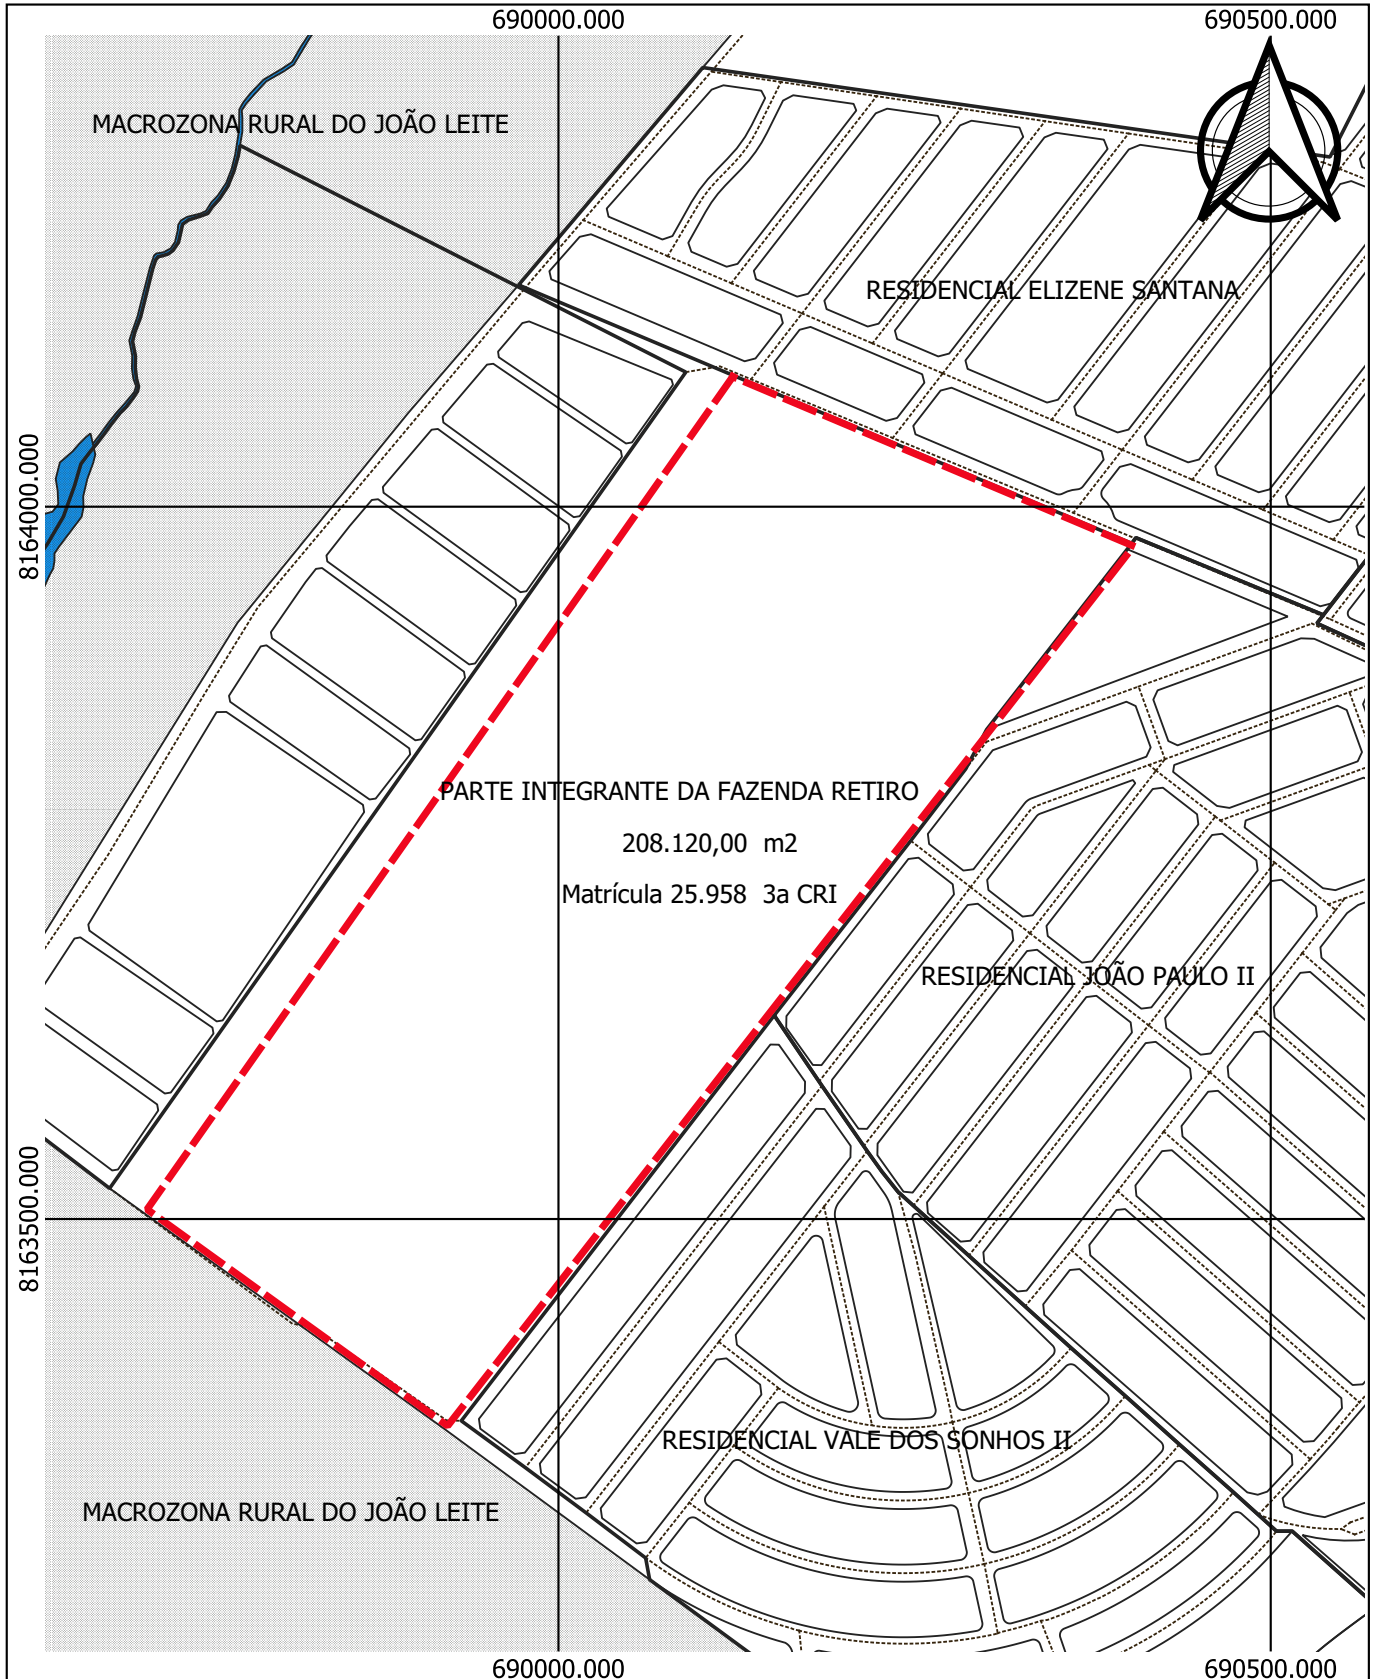 690000.000
690500.000
MACROZONA RURAL DO JOÃO LEITE
RESIDENCIAL ELIZENE SANTANA
8164000.000
PARTE INTEGRANTE DA FAZENDA RETIRO
208.120,00 m2
Matrícula 25.958 3a CRI
RESIDENCIAL JOÃO PAULO II
8163500.000
RESIDENCIAL VALE DOS SONHOS II
MACROZONA RURAL DO JOÃO LEITE
690000.000
690500.000